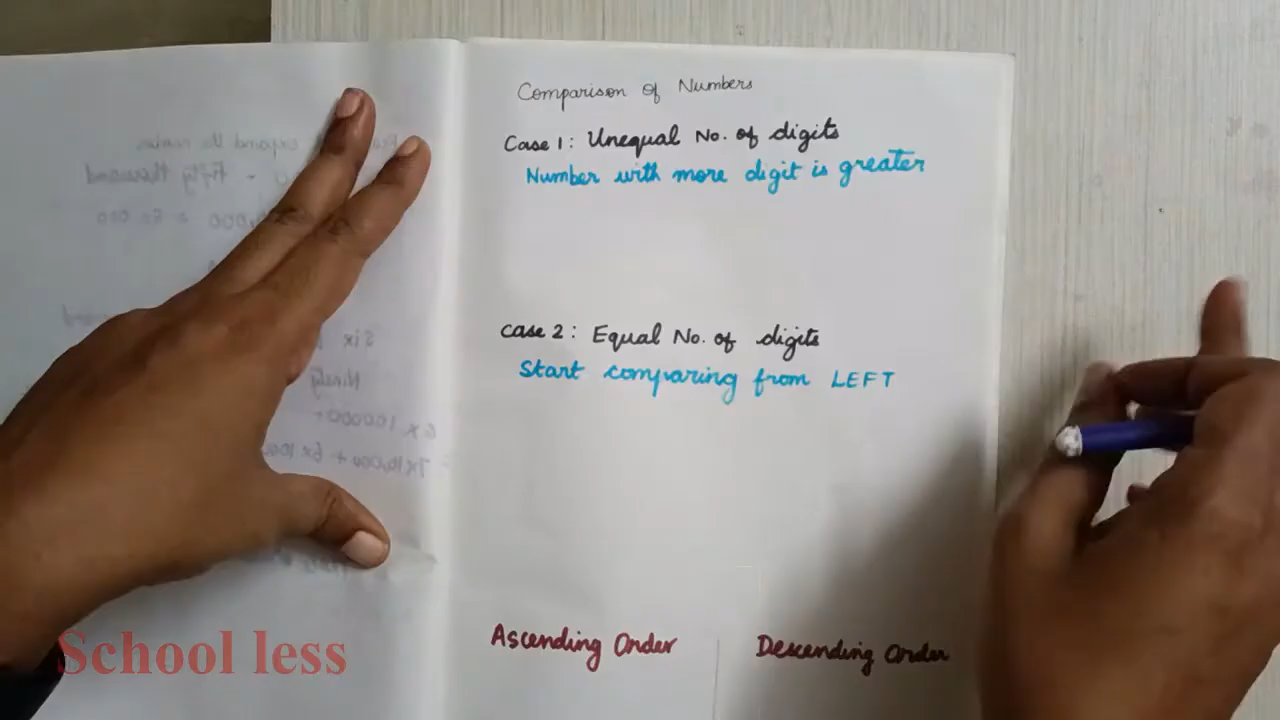 Comparison of Numbers
Case 1: Unequal No. of digits
Number with more digit is greater
Case 2: Equal No. of digits
Start comparing from LEFT
Ascending Order
Descending Order
School less